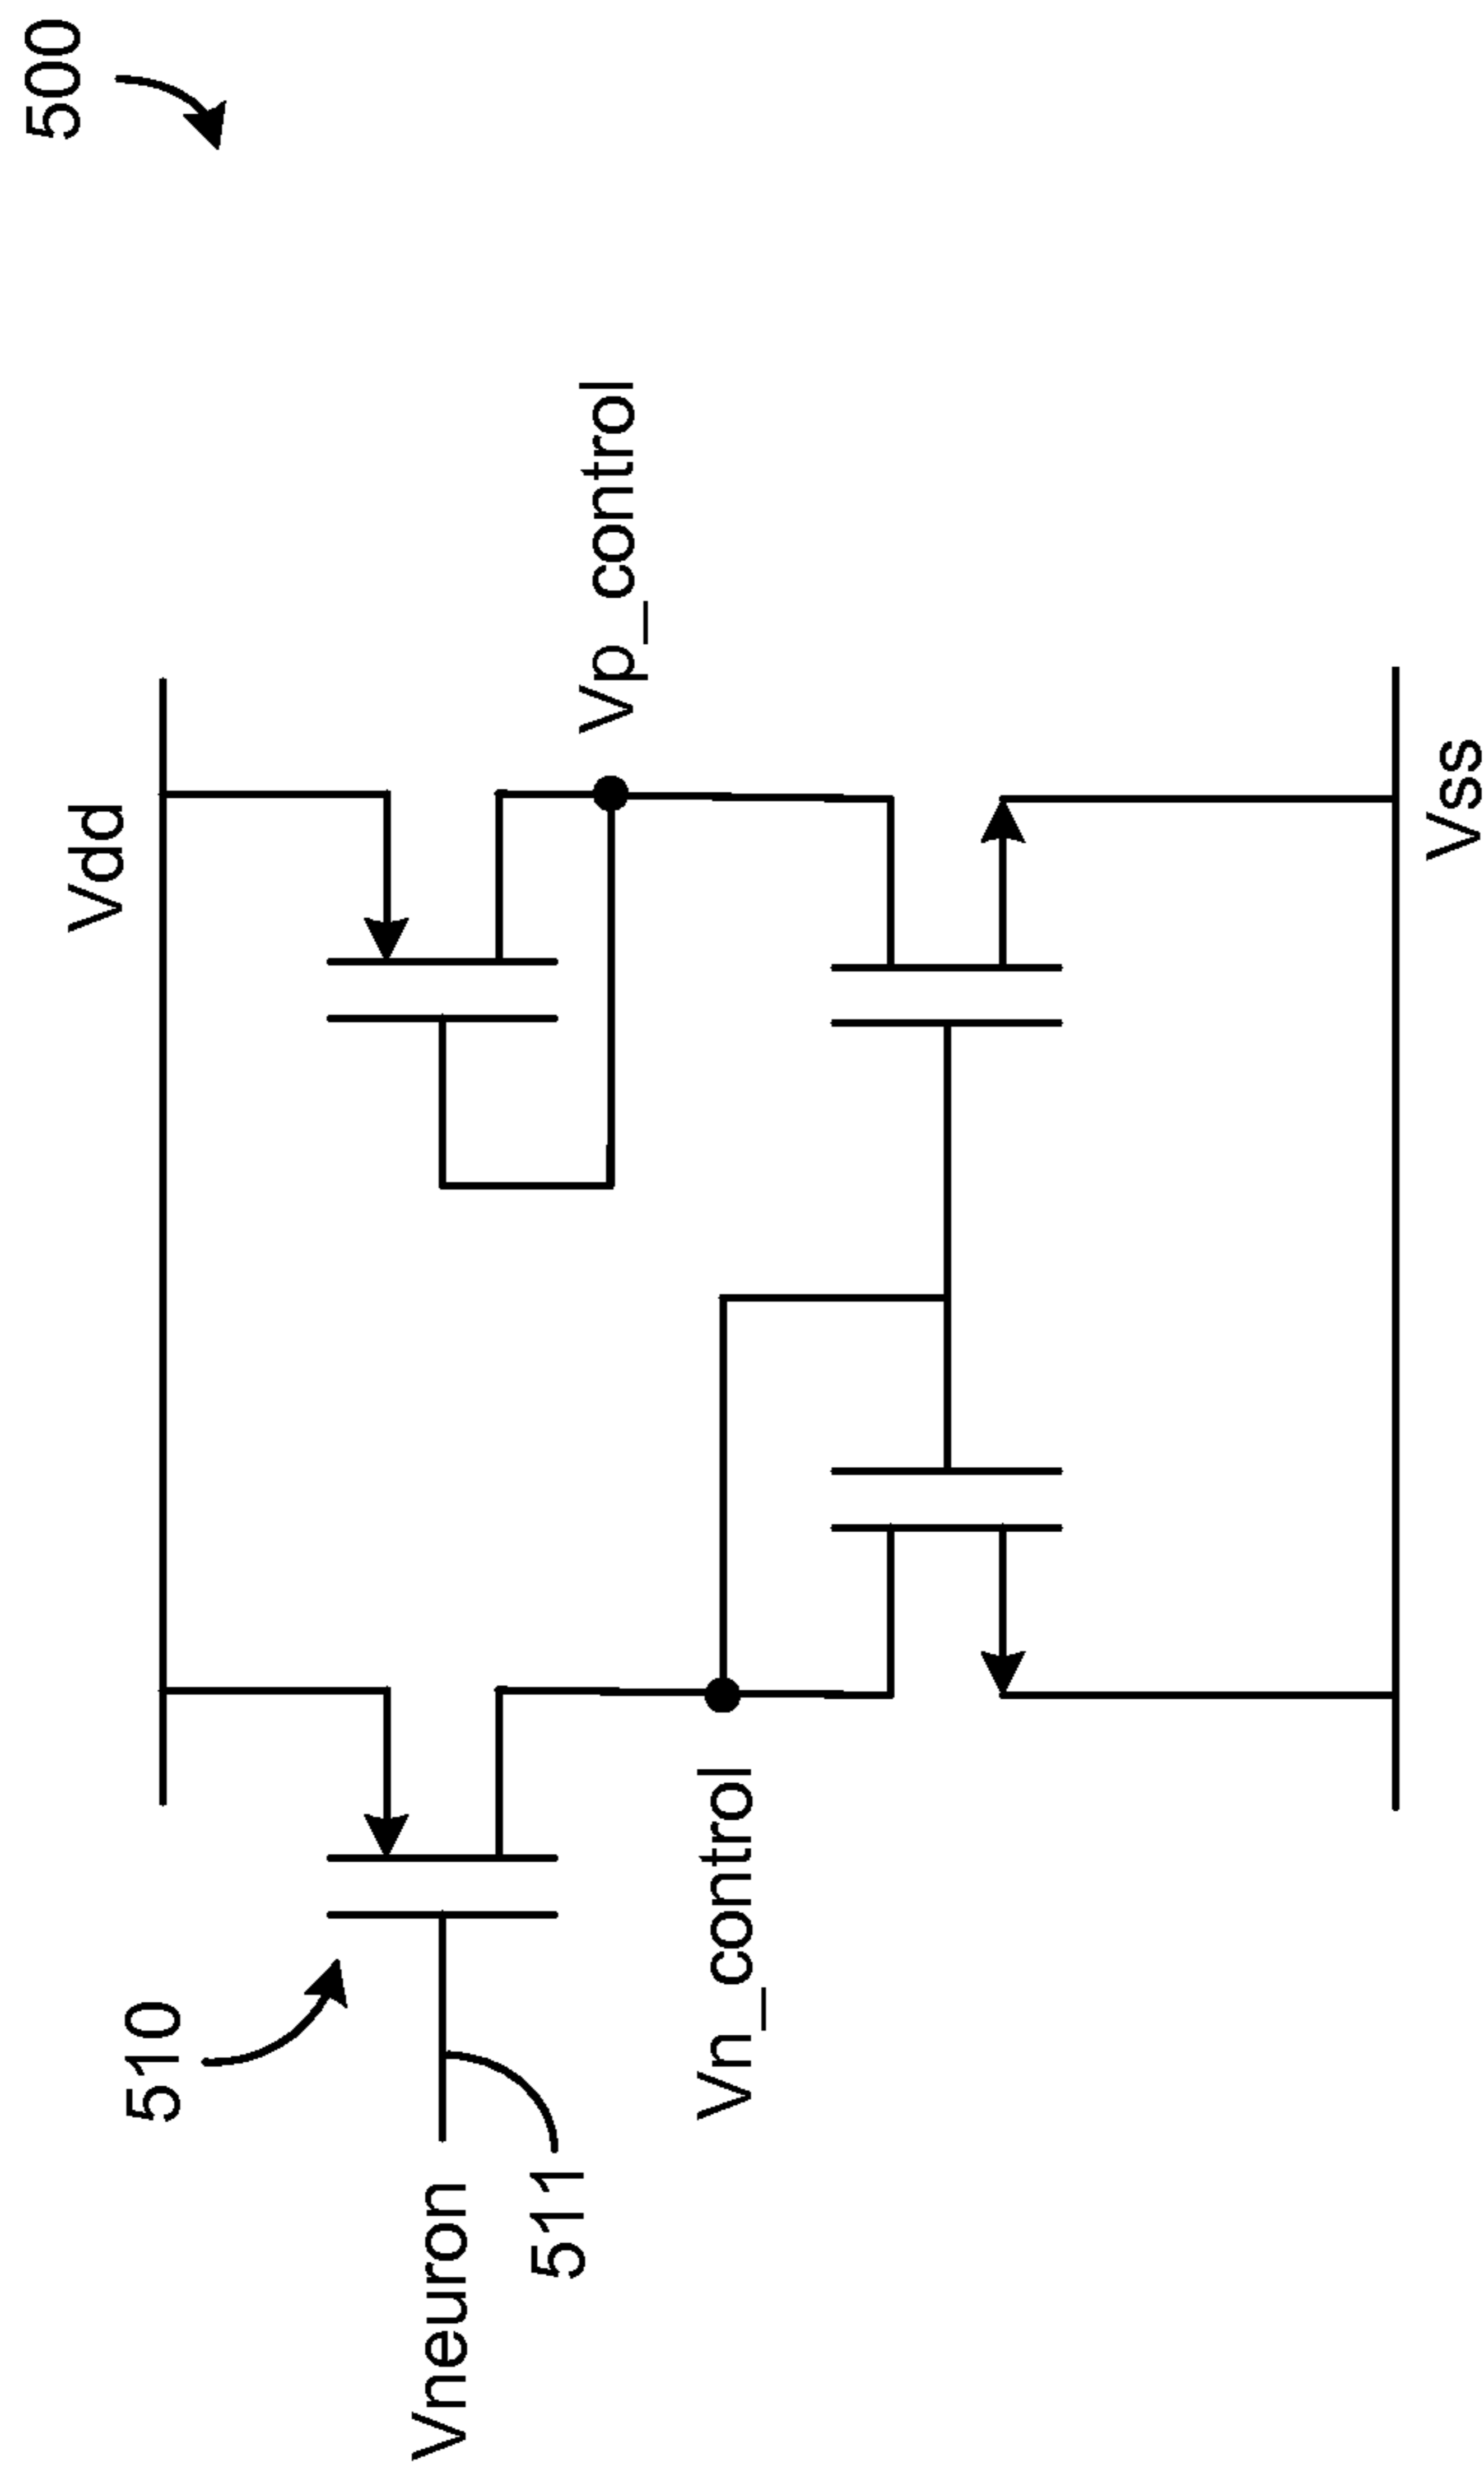 500
Vdd
510
Vneuron
511
Vp_control
Vn_control
Vss